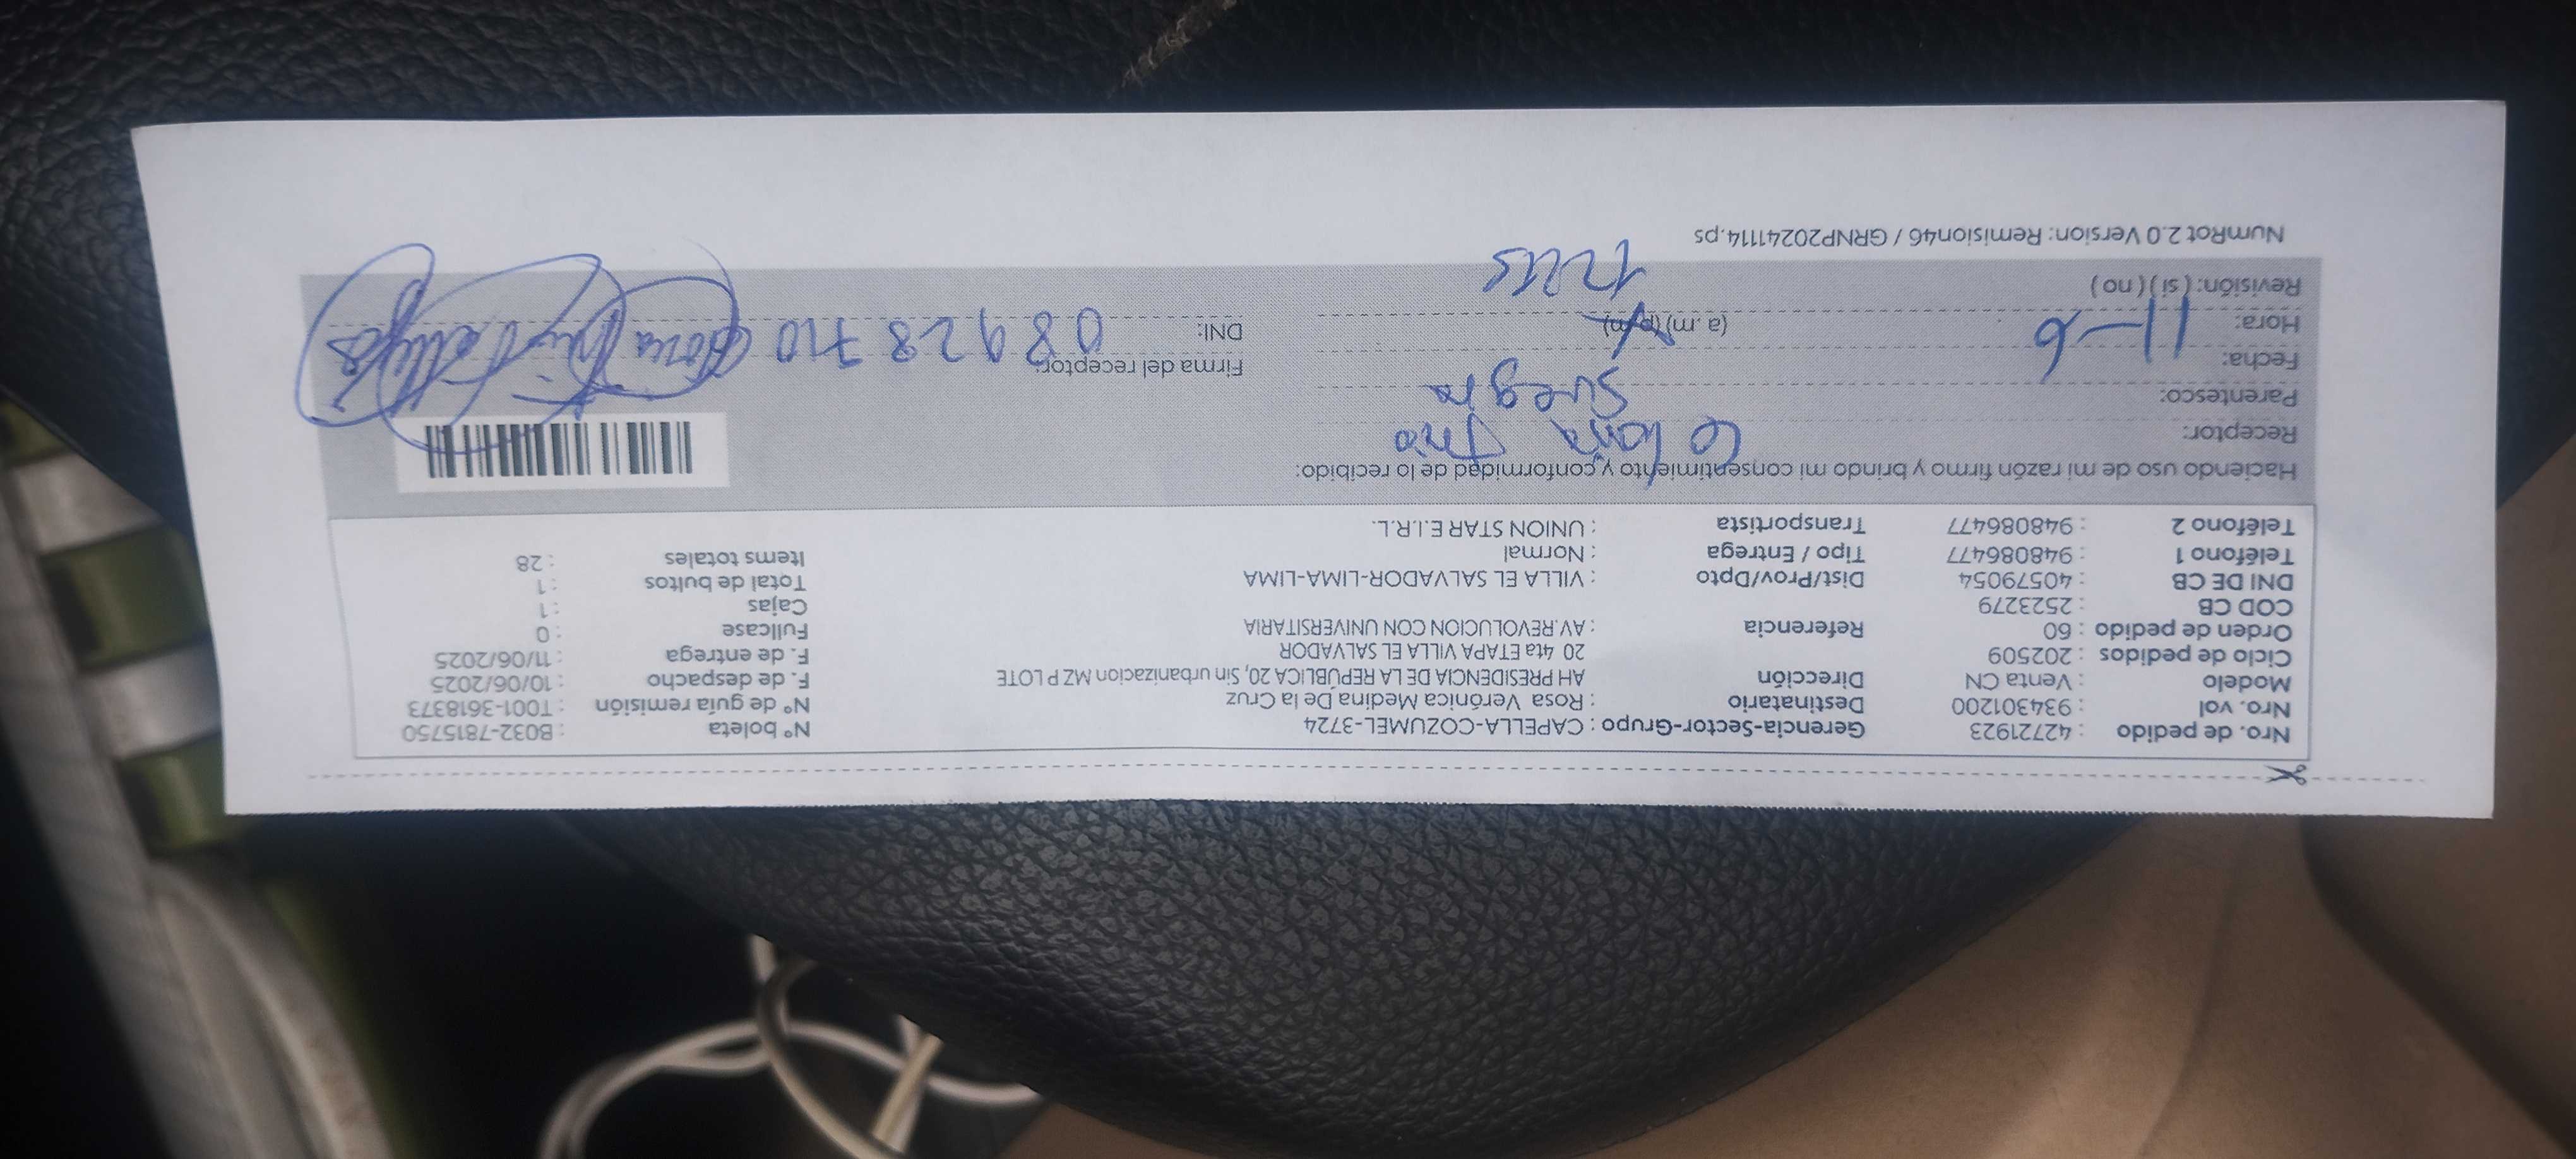 Nro. de pedido : 42721923 Gerencia-Sector-Grupo : CAPELLA-COZUMEL-3724 N° boleta : B032-7815750
Nro. vol : 934301200 Destinatario : Rosa Verónica Medina De la Cruz N° de guía remisión : T001-3618373
Modelo : Venta CN Dirección AH PRESIDENCIA DE LA REPÚBLICA 20, Sin urbanizacion MZ P LOTE F. de despacho : 10/06/2025
Ciclo de pedidos : 202509 20 4ta ETAPA VILLA EL SALVADOR F. de entrega : 11/06/2025
Orden de pedido : 60 Referencia : AV.REVOLUCION CON UNIVERSITARIA Fullcase : 0
COD CB : 2523279 Cajas : 1
DNI DE CB : 40579054 Dist/Prov/Dpto : VILLA EL SALVADOR-LIMA-LIMA Total de bultos : 1
Teléfono 1 : 948086477 Tipo / Entrega : Normal Items totales : 28
Teléfono 2 : 948086477 Transportista : UNION STAR E.I.R.L.
Haciendo uso de mi razón firmo y brindo mi consentimiento y conformidad de lo recibido:
Receptor:
Parentesco: suegra
Fecha: 11-6 Firma del receptor:
Hora: (a.m) (p.m) DNI: 08928710
Revisión: ( si ) ( no )
NumRot 2.0 Version: Remision46 / GRNP20241114.ps